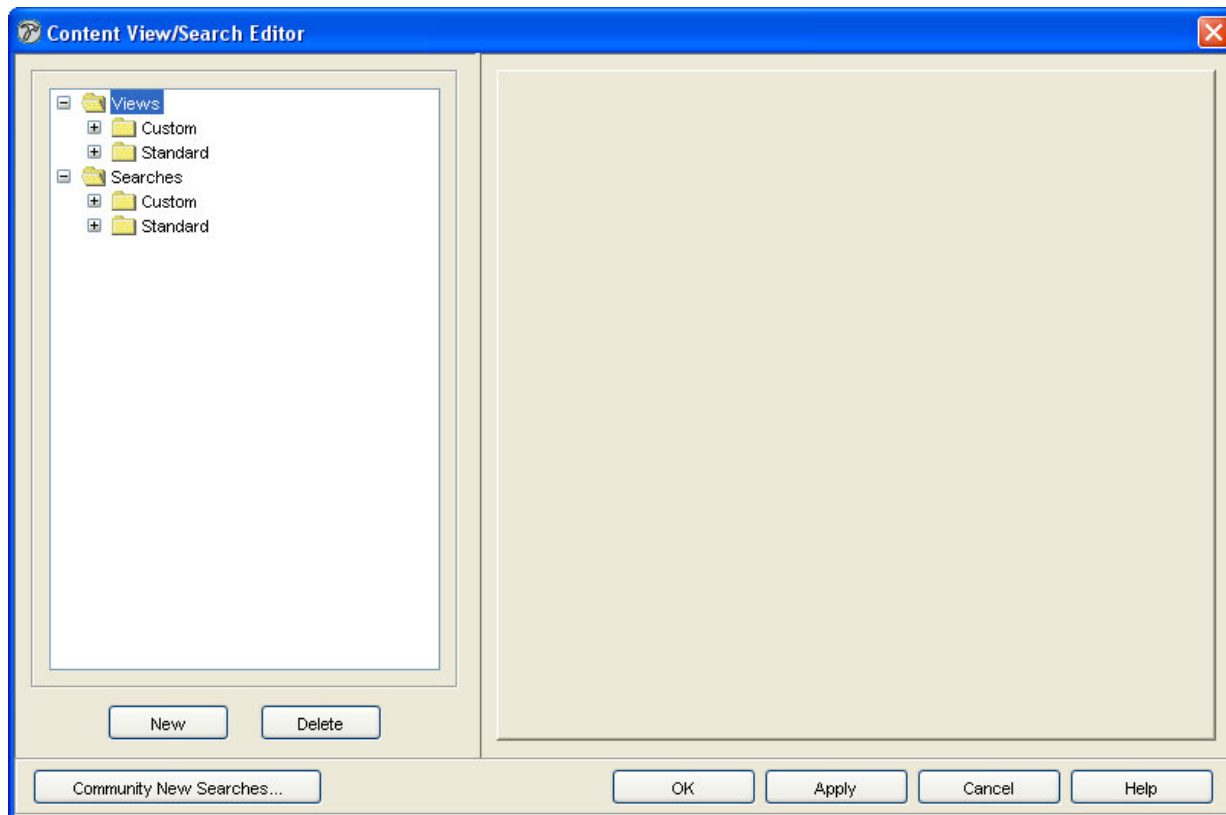 Content View/Search Editor
Views
Custom
Standard
Searches
Custom
Standard
New Delete
Community New Searches... OK Apply Cancel Help